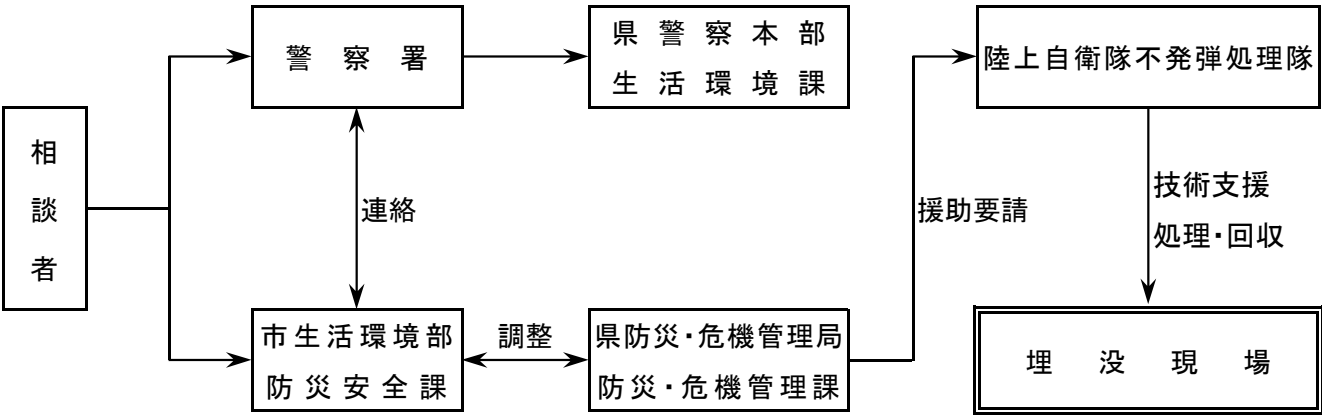 相談者
警察署
県警察本部
生活環境課
陸上自衛隊不発弾処理隊
連絡
援助要請
技術支援
処理・回収
市生活環境部
防災安全課
調整
県防災・危機管理局
防災・危機管理課
埋没現場